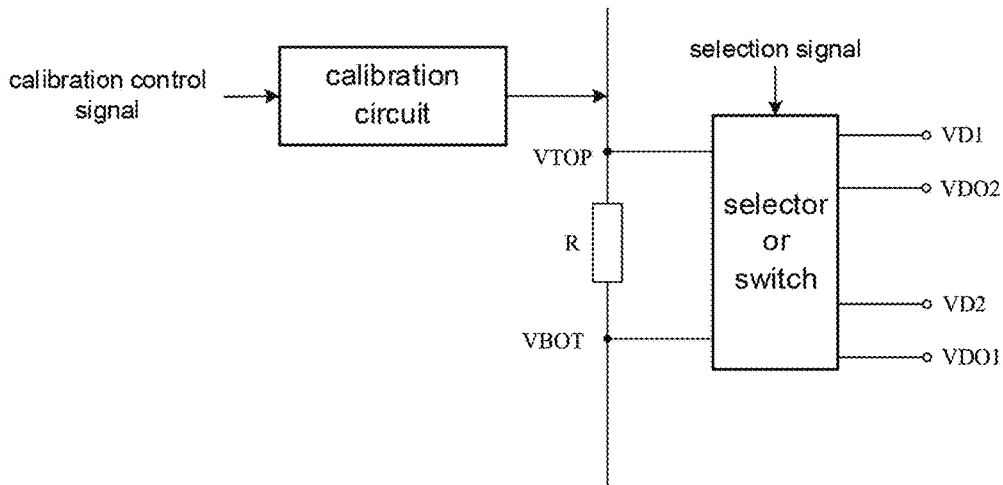 calibration control
signal
calibration
circuit
selection signal
VTOP
R
VBOT
selector
or
switch
VD1
VDO2
VD2
VDO1